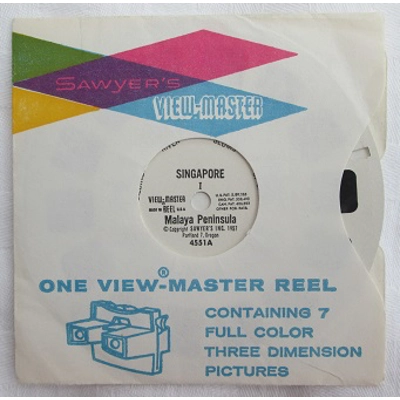 SAWYER'S
VIEW-MASTER
SINGAPORE
I
VIEW-MASTER
REEL
Malaya Peninsula
© Copyright SAWYER'S INC. 1951
Portland 7, Oregon
4551A
ONE VIEW-MASTER® REEL
CONTAINING 7
FULL COLOR
THREE DIMENSION
PICTURES